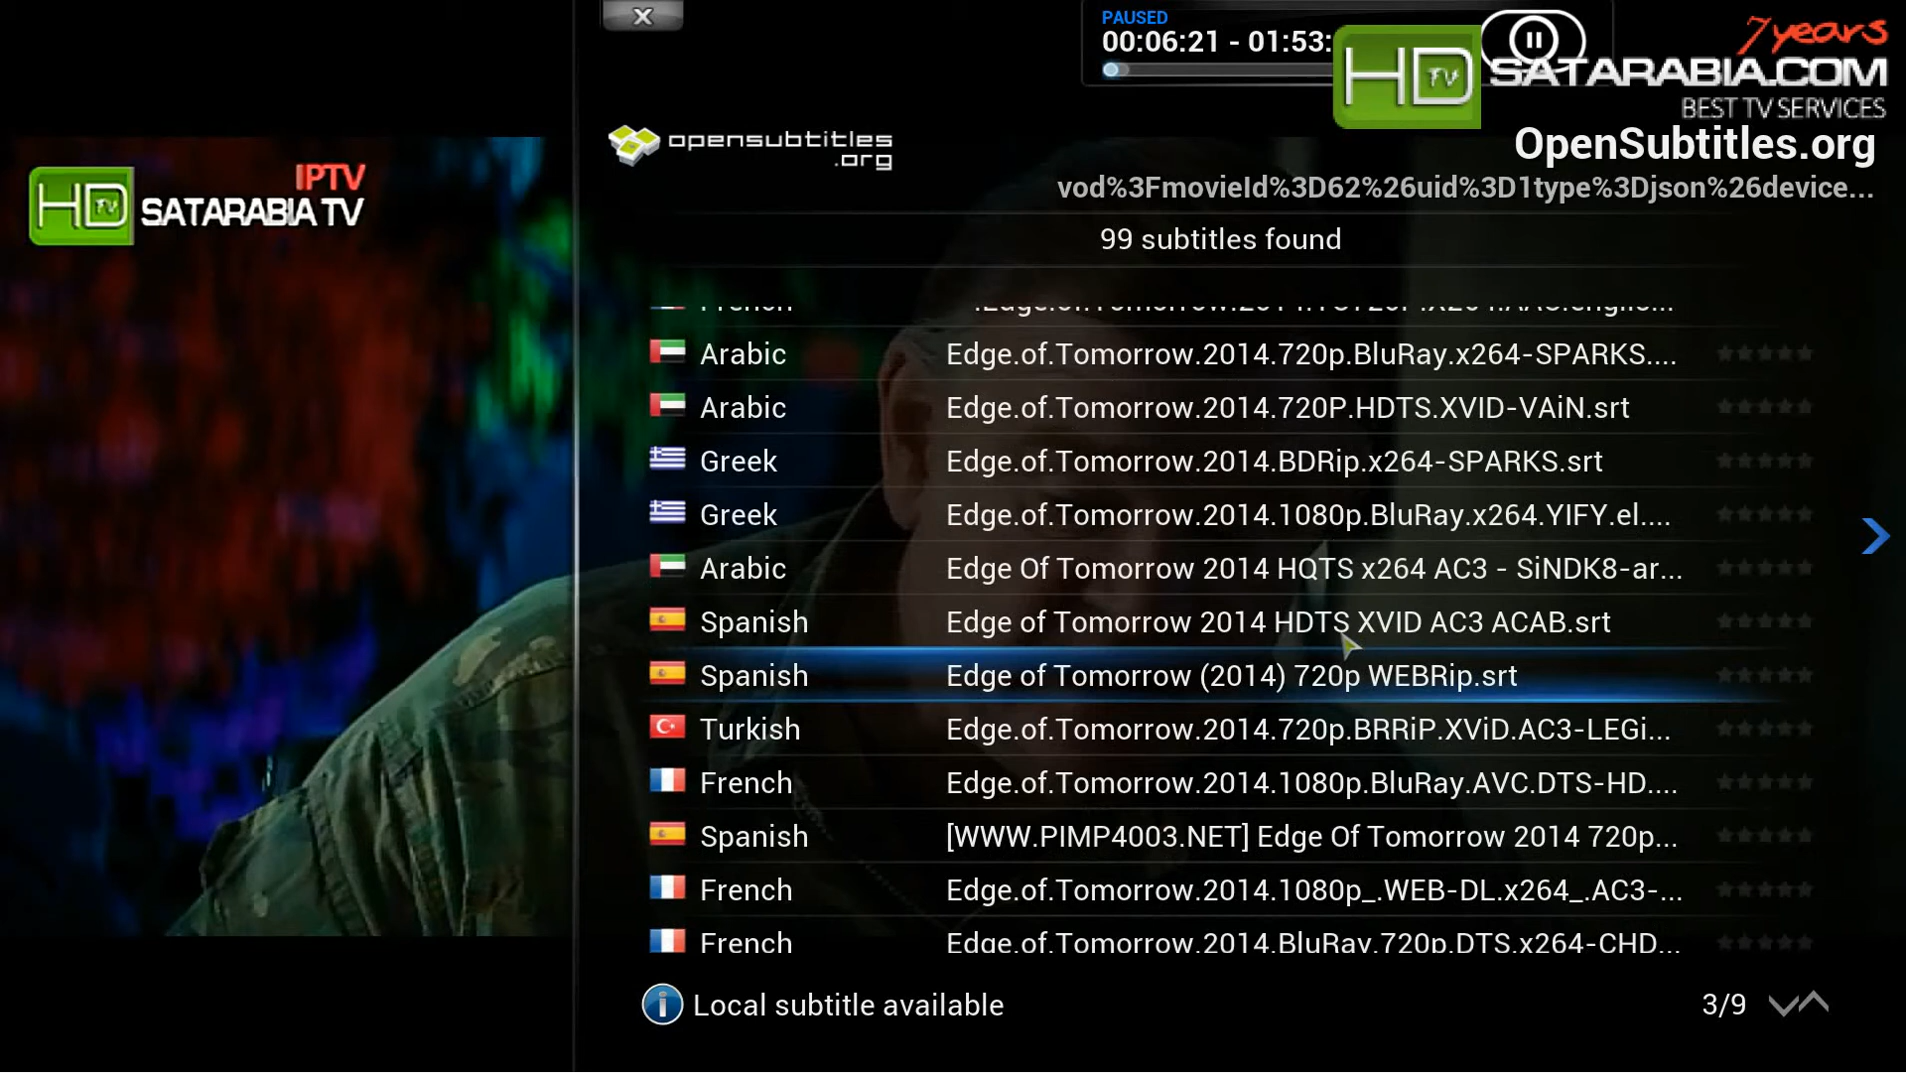 X
PAUSED
00:06:21 - 01:53:
7years
HD TV
SATARABIA.COM
BEST TV SERVICES
opensubtitles
.org
OpenSubtitles.org
vod%3FmovieId%3D62%26uid%3D1type%3Djson%26device...
IPTV
HD TV
SATARABIA TV
99 subtitles found
French
Arabic Edge.of.Tomorrow.2014.720p.BluRay.x264-SPARKS....
Arabic Edge.of.Tomorrow.2014.720P.HDTS.XVID-VAiN.srt
Greek Edge.of.Tomorrow.2014.BDRip.x264-SPARKS.srt
Greek Edge.of.Tomorrow.2014.1080p.BluRay.x264.YIFY.el....
Arabic Edge Of Tomorrow 2014 HQTS x264 AC3 - SiNDK8-ar...
Spanish Edge of Tomorrow 2014 HDTS XVID AC3 ACAB.srt
Spanish Edge of Tomorrow (2014) 720p WEBRip.srt
Turkish Edge.of.Tomorrow.2014.720p.BRRiP.XViD.AC3-LEGi...
French Edge.of.Tomorrow.2014.1080p.BluRay.AVC.DTS-HD....
Spanish [WWW.PIMP4003.NET] Edge Of Tomorrow 2014 720p...
French Edge.of.Tomorrow.2014.1080p_.WEB-DL.x264_.AC3-...
French Edge.of.Tomorrow.2014.BluRay.720p.DTS.x264-CHD...
Local subtitle available
3/9